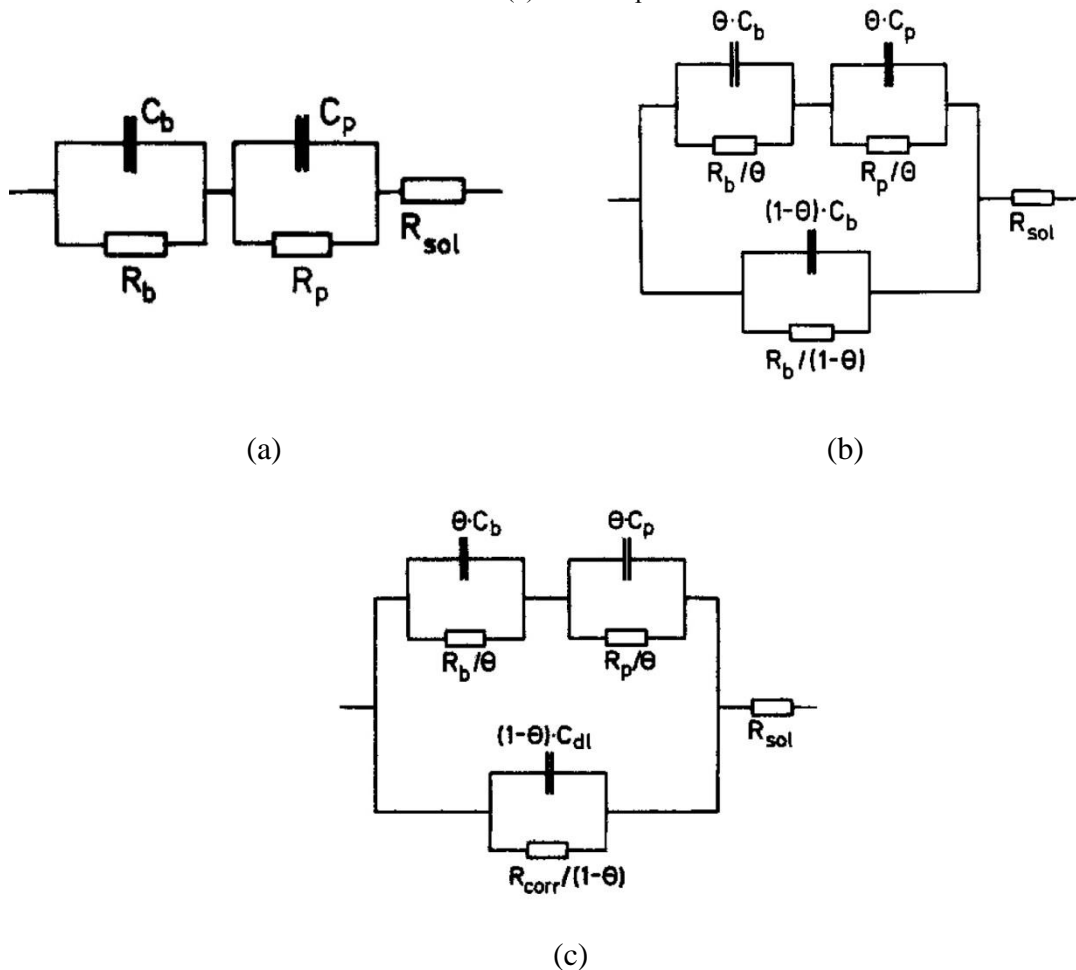 Θ·C_b
Θ·C_p
C_b
C_p
R_b/Θ
R_p/Θ
R_sol
R_b
R_p
(1-Θ)·C_b
R_sol
R_b/(1-Θ)
(a)
(b)
Θ·C_b
Θ·C_p
R_b/Θ
R_p/Θ
R_sol
(1-Θ)·C_dl
R_corr/(1-Θ)
(c)